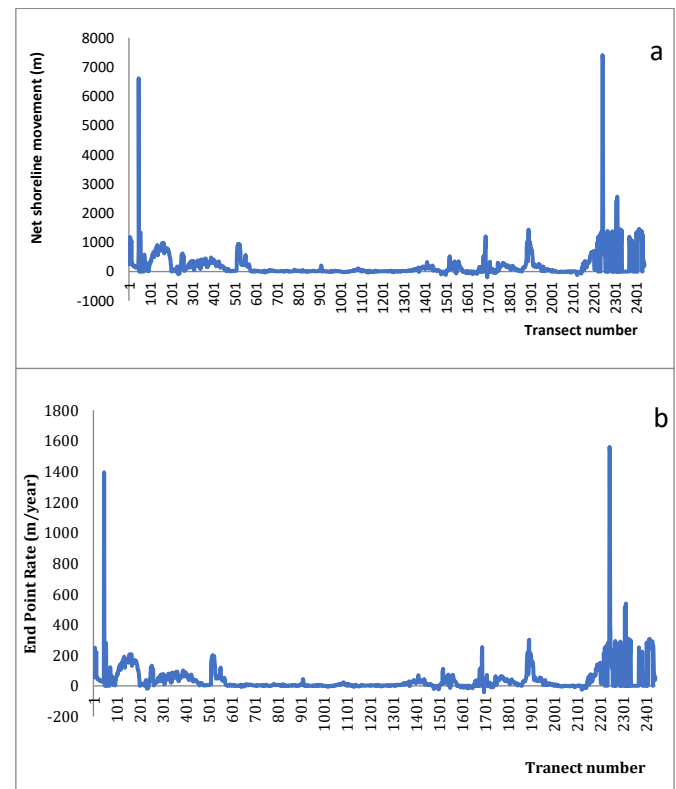 a
Net shoreline movement (m)
8000
7000
6000
5000
4000
3000
2000
1000
0
-1000
1 101 201 301 401 501 601 701 801 901 1001 1101 1201 1301 1401 1501 1601 1701 1801 1901 2001 2101 2201 2301 2401
Transect number
b
End Point Rate (m/year)
1800
1600
1400
1200
1000
800
600
400
200
0
-200
1 101 201 301 401 501 601 701 801 901 1001 1101 1201 1301 1401 1501 1601 1701 1801 1901 2001 2101 2201 2301 2401
Tranect number